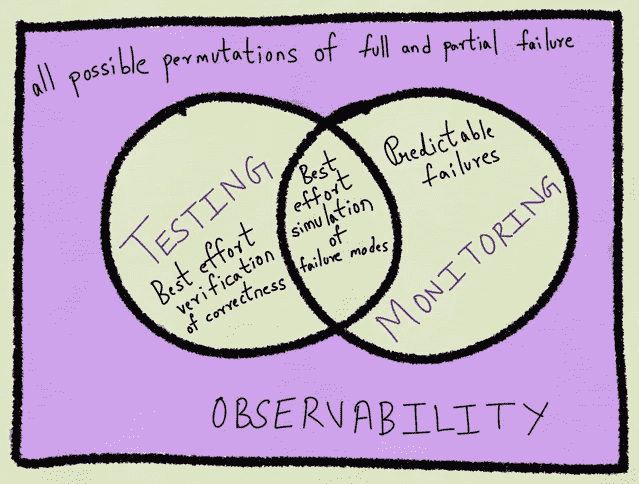 all possible permutations of full and partial failure
TESTING
Best effort
verification
of correctness
Best
effort
simulation
of
failure modes
Predictable
failures
MONITORING
OBSERVABILITY